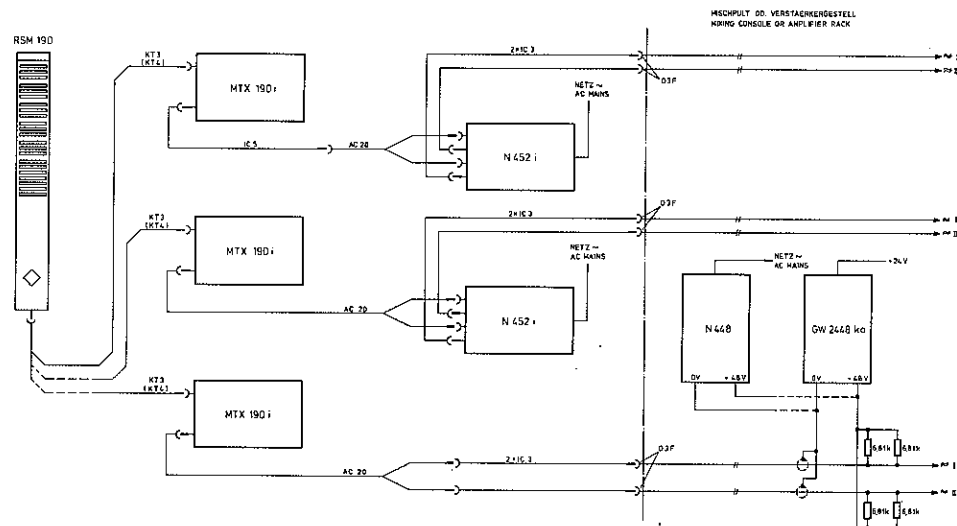 MISCHPULT OD. VERSTAERKERGESTELL
MIXING CONSOLE OR AMPLIFIER RACK
RSM 190
KT3
(KT4)
MTX 190 i
IC 5
AC 20
2×IC 3
N 452 i
NETZ ~
AC MAINS
D3F
≈ I
≈ II
KT3
(KT4)
MTX 190 i
AC 20
2×IC 3
N 452 i
NETZ ~
AC MAINS
D3F
≈ I
≈ II
NETZ ~
AC MAINS
+24V
N 448
GW 2448 ka
0V
+48V
0V
+48V
KT3
(KT4)
MTX 190 i
AC 20
2×IC 3
D3F
6,81k
6,81k
≈ I
≈ II
6,81k
6,81k